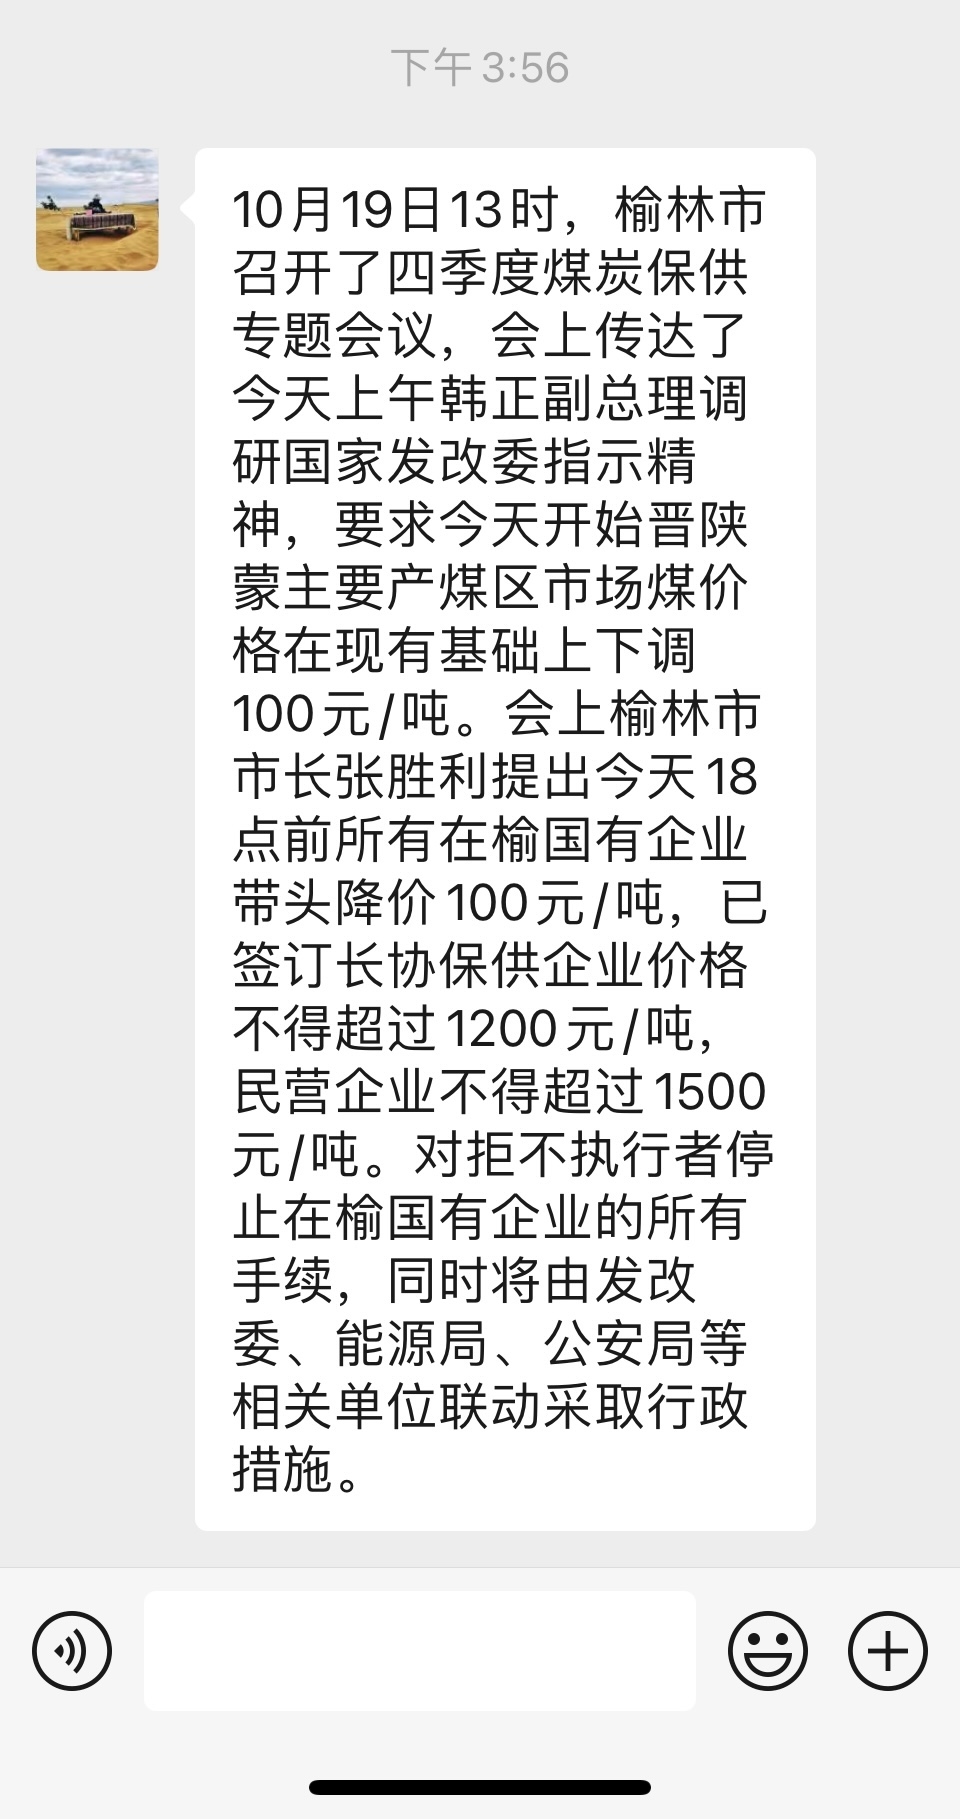 下午3:56
10月19日13时，榆林市
召开了四季度煤炭保供
专题会议，会上传达了
今天上午韩正副总理调
研国家发改委指示精
神，要求今天开始晋陕
蒙主要产煤区市场煤价
格在现有基础上下调
100元/吨。会上榆林市
市长张胜利提出今天18
点前所有在榆国有企业
带头降价100元/吨，已
签订长协保供企业价格
不得超过1200元/吨，
民营企业不得超过1500
元/吨。对拒不执行者停
止在榆国有企业的所有
手续，同时将由发改
委、能源局、公安局等
相关单位联动采取行政
措施。